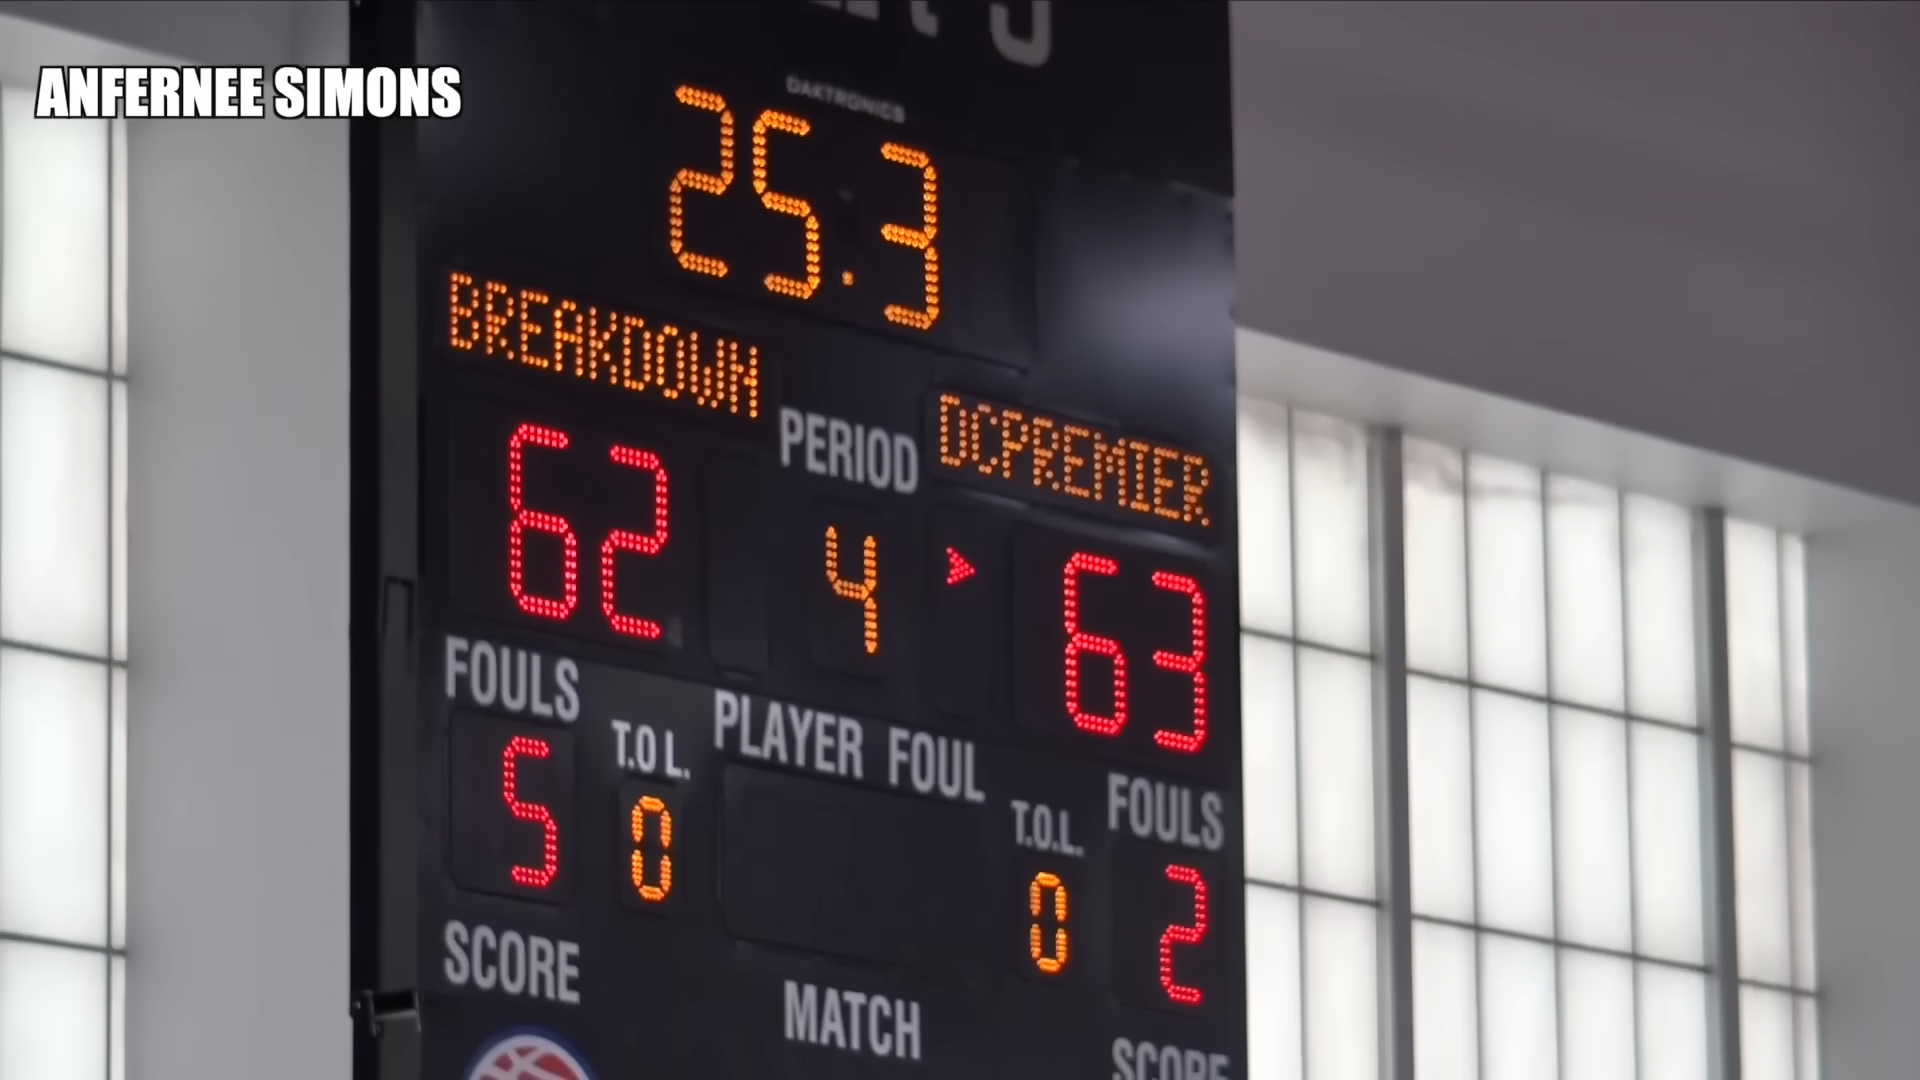 ANFERNEE SIMONS
DAKTRONICS
25.3
BREAKDOWN
DCPREMIER
PERIOD
62
4
63
FOULS
T.O.L.
PLAYER FOUL
T.O.L.
FOULS
5
0
0
2
SCORE
MATCH
SCORE